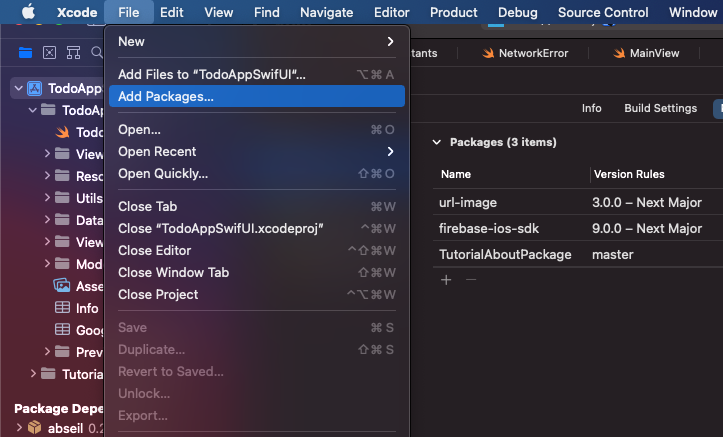 Xcode File Edit View Find Navigate Editor Product Debug Source Control Window
New
Add Files to “TodoAppSwifUI”... ⌥⌘A
Add Packages...
Open... ⌘O
Open Recent
Open Quickly... ⇧⌘O
Close Tab ⌘W
Close “TodoAppSwifUI.xcodeproj” ^⌘W
Close Editor ^⇧⌘W
Close Window Tab ⇧⌘W
Close Project ^⌥⌘W
Save ⌘S
Duplicate... ⇧⌘S
Revert to Saved...
Unlock...
Export...
TodoApp
TodoA
Todo
View
Reso
Utils
Data
View
Mod
Asse
Info
Goog
Prev
Tutoria
Package Depe
abseil 0.2
tants NetworkError MainView
Info Build Settings
Packages (3 items)
Name Version Rules
url-image 3.0.0 – Next Major
firebase-ios-sdk 9.0.0 – Next Major
TutorialAboutPackage master